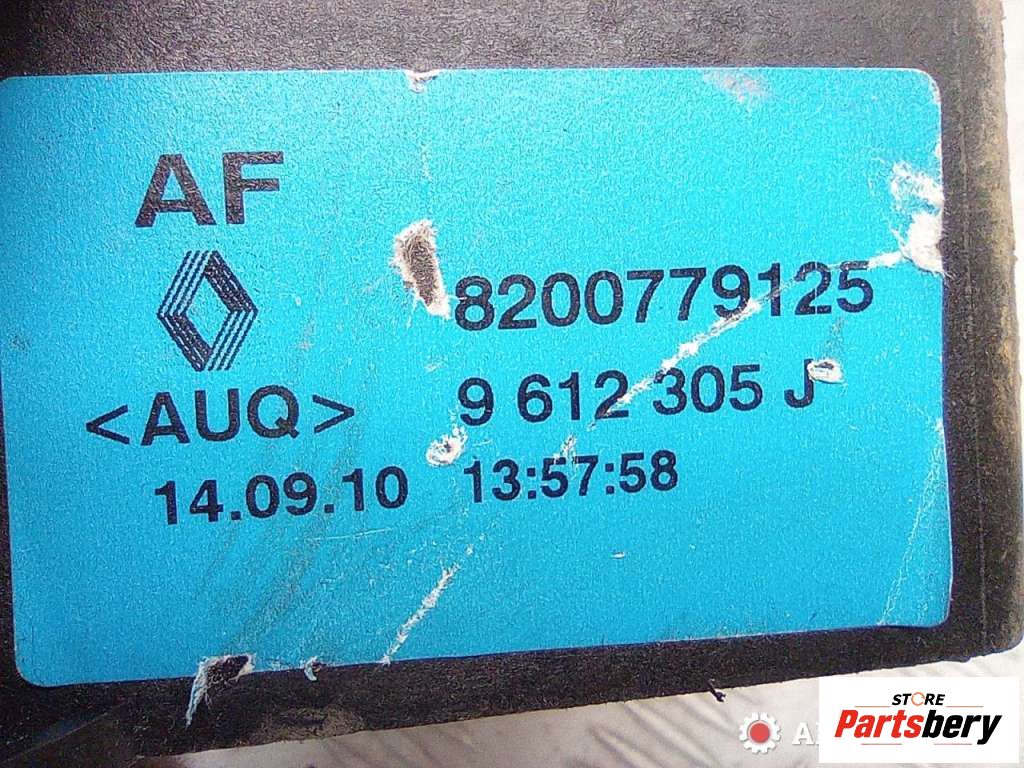 AF
8200779125
<AUQ> 9 612 305 J
14.09.10 13:57:58
STORE
Partsbery